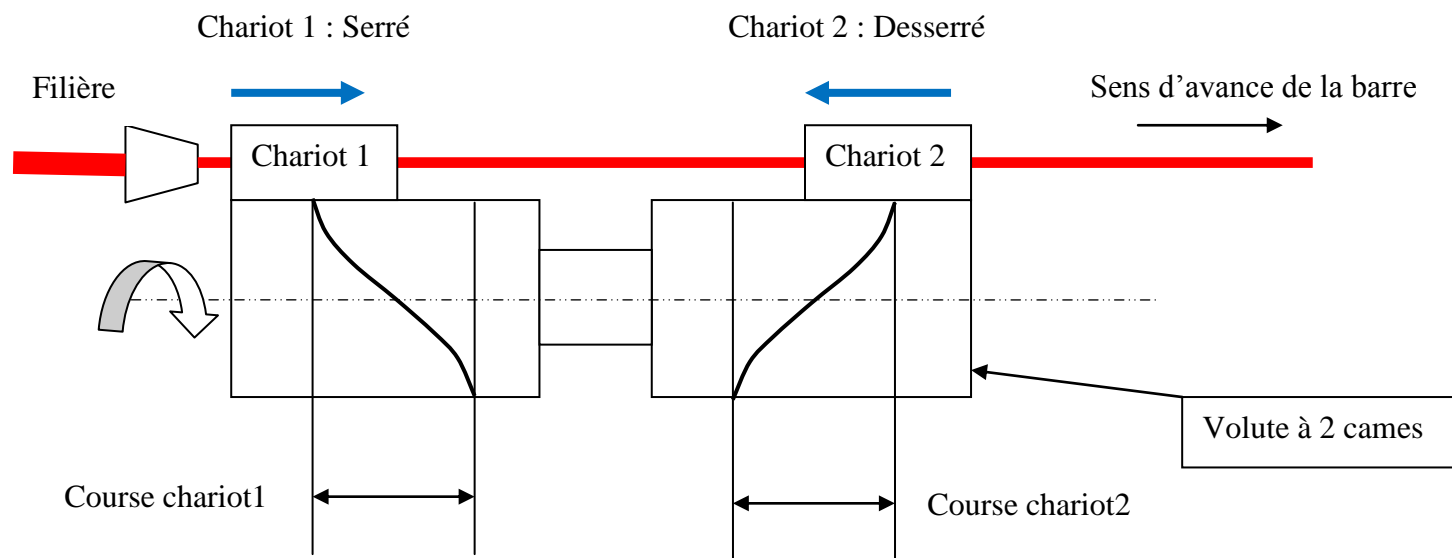 Chariot 1 : Serré
Chariot 2 : Desserré
Filière
Sens d’avance de la barre
Chariot 1
Chariot 2
Volute à 2 cames
Course chariot1
Course chariot2